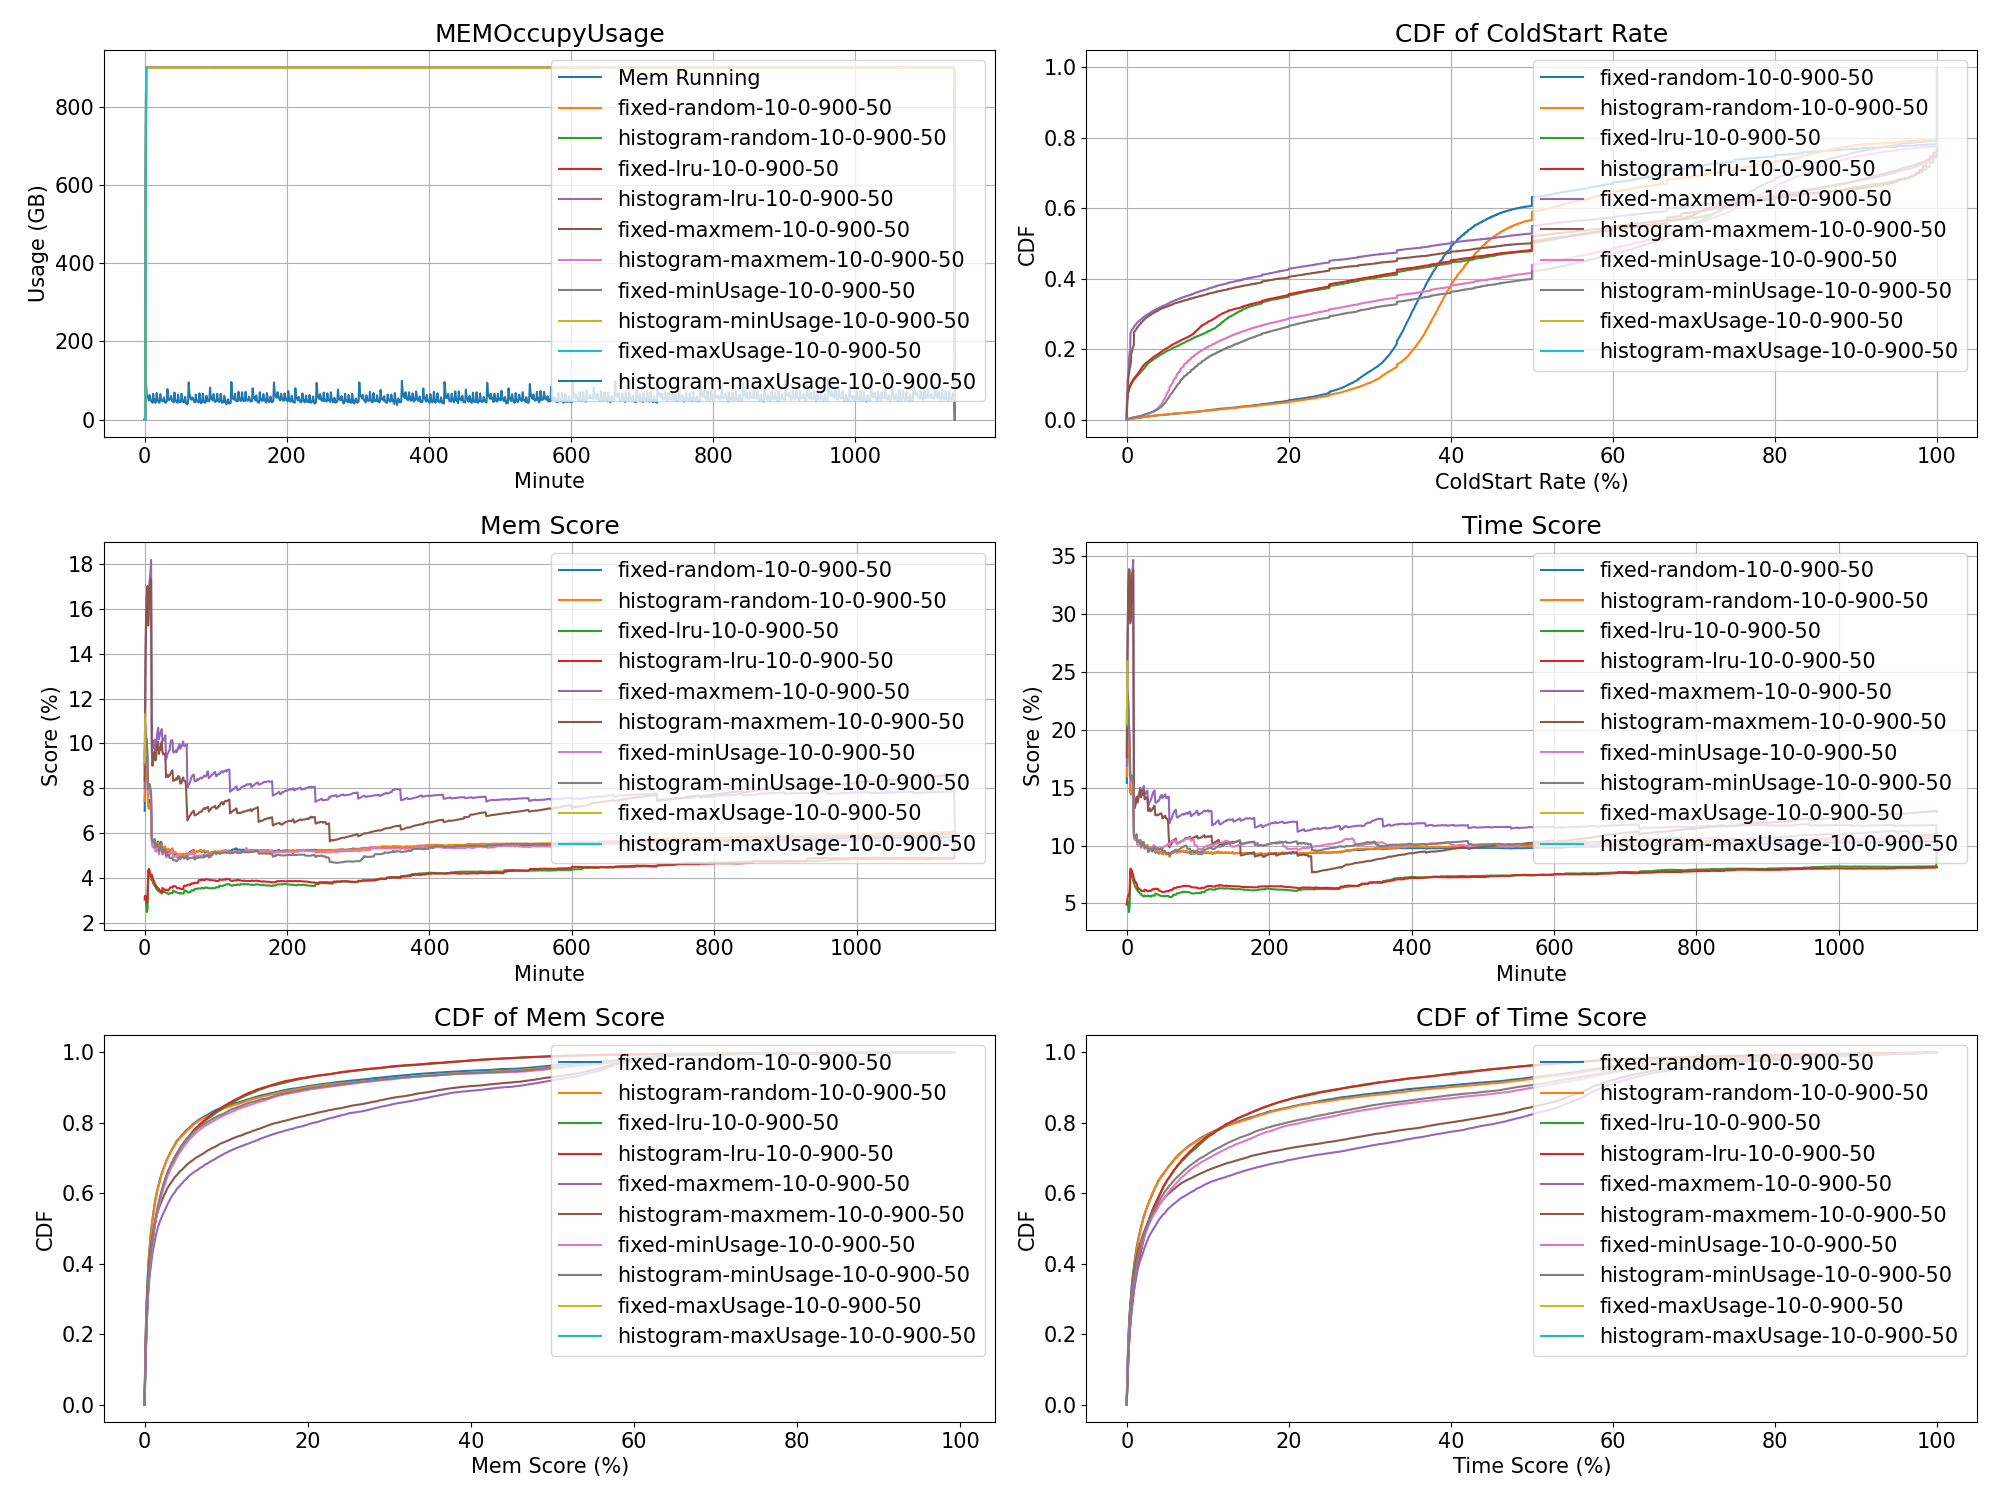 MEMOccupyUsage
Usage (GB)
800
600
400
200
0
0 200 400 600 800 1000
Minute
Mem Running
fixed-random-10-0-900-50
histogram-random-10-0-900-50
fixed-lru-10-0-900-50
histogram-lru-10-0-900-50
fixed-maxmem-10-0-900-50
histogram-maxmem-10-0-900-50
fixed-minUsage-10-0-900-50
histogram-minUsage-10-0-900-50
fixed-maxUsage-10-0-900-50
histogram-maxUsage-10-0-900-50
CDF of ColdStart Rate
CDF
1.0
0.8
0.6
0.4
0.2
0.0
0 20 40 60 80 100
ColdStart Rate (%)
fixed-random-10-0-900-50
histogram-random-10-0-900-50
fixed-lru-10-0-900-50
histogram-lru-10-0-900-50
fixed-maxmem-10-0-900-50
histogram-maxmem-10-0-900-50
fixed-minUsage-10-0-900-50
histogram-minUsage-10-0-900-50
fixed-maxUsage-10-0-900-50
histogram-maxUsage-10-0-900-50
Mem Score
Score (%)
18
16
14
12
10
8
6
4
2
0 200 400 600 800 1000
Minute
fixed-random-10-0-900-50
histogram-random-10-0-900-50
fixed-lru-10-0-900-50
histogram-lru-10-0-900-50
fixed-maxmem-10-0-900-50
histogram-maxmem-10-0-900-50
fixed-minUsage-10-0-900-50
histogram-minUsage-10-0-900-50
fixed-maxUsage-10-0-900-50
histogram-maxUsage-10-0-900-50
Time Score
Score (%)
35
30
25
20
15
10
5
0 200 400 600 800 1000
Minute
fixed-random-10-0-900-50
histogram-random-10-0-900-50
fixed-lru-10-0-900-50
histogram-lru-10-0-900-50
fixed-maxmem-10-0-900-50
histogram-maxmem-10-0-900-50
fixed-minUsage-10-0-900-50
histogram-minUsage-10-0-900-50
fixed-maxUsage-10-0-900-50
histogram-maxUsage-10-0-900-50
CDF of Mem Score
CDF
1.0
0.8
0.6
0.4
0.2
0.0
0 20 40 60 80 100
Mem Score (%)
fixed-random-10-0-900-50
histogram-random-10-0-900-50
fixed-lru-10-0-900-50
histogram-lru-10-0-900-50
fixed-maxmem-10-0-900-50
histogram-maxmem-10-0-900-50
fixed-minUsage-10-0-900-50
histogram-minUsage-10-0-900-50
fixed-maxUsage-10-0-900-50
histogram-maxUsage-10-0-900-50
CDF of Time Score
CDF
1.0
0.8
0.6
0.4
0.2
0.0
0 20 40 60 80 100
Time Score (%)
fixed-random-10-0-900-50
histogram-random-10-0-900-50
fixed-lru-10-0-900-50
histogram-lru-10-0-900-50
fixed-maxmem-10-0-900-50
histogram-maxmem-10-0-900-50
fixed-minUsage-10-0-900-50
histogram-minUsage-10-0-900-50
fixed-maxUsage-10-0-900-50
histogram-maxUsage-10-0-900-50